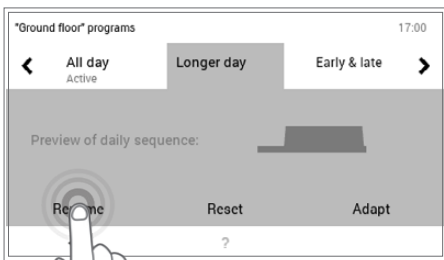 "Ground floor" programs 17:00
All day Longer day Early & late
Active
Preview of daily sequence:
Reset Adapt
?